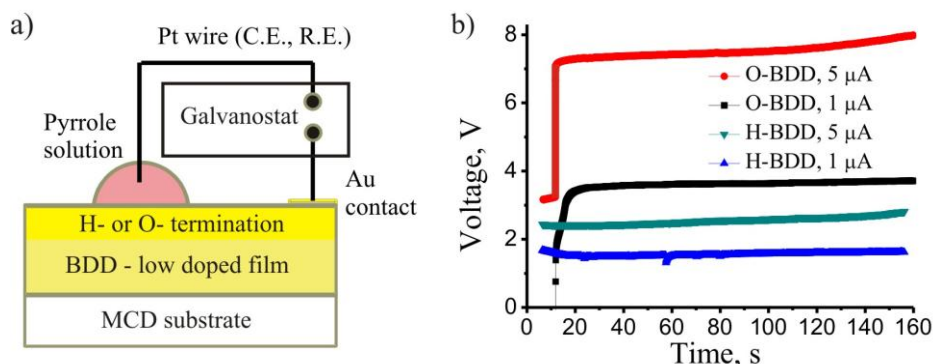 a)
Pt wire (C.E., R.E.)
Galvanostat
Pyrrole
solution
Au
contact
H- or O- termination
BDD - low doped film
MCD substrate
b)
Voltage, V
8
6
4
2
0
O-BDD, 5 μA
O-BDD, 1 μA
H-BDD, 5 μA
H-BDD, 1 μA
20 40 60 80 100 120 140 160
Time, s